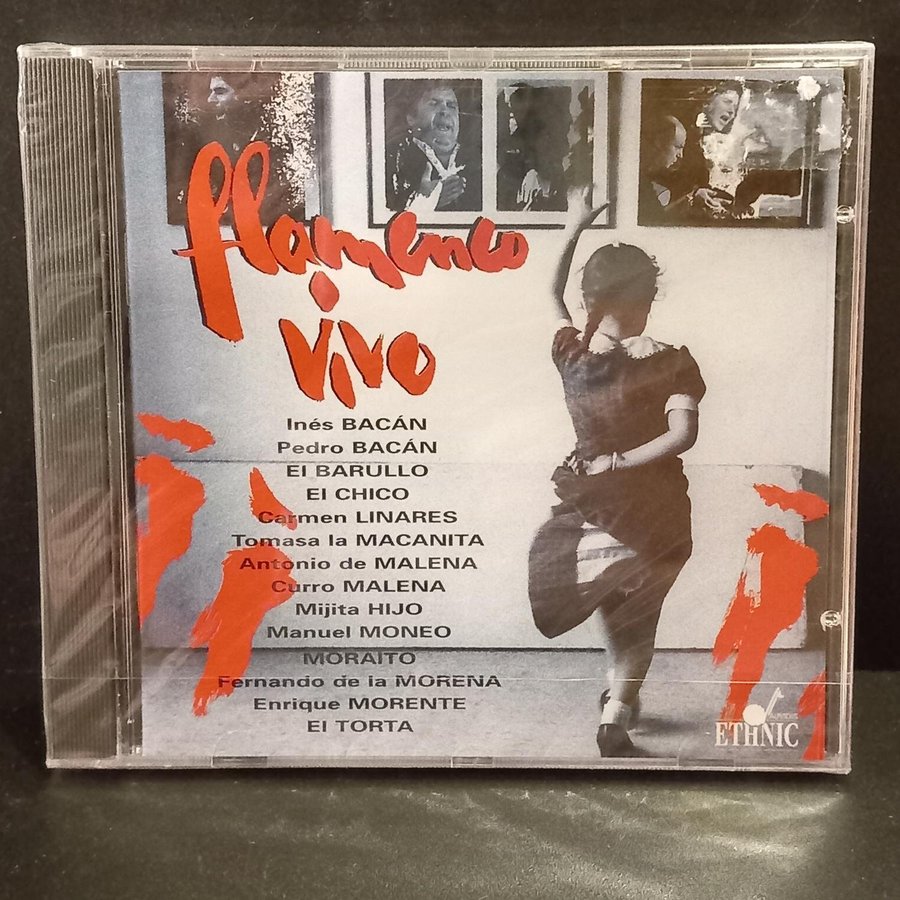 flamenco
vivo
Inés BACÁN
Pedro BACÁN
El BARULLO
El CHICO
Carmen LINARES
Tomasa la MACANITA
Antonio de MALENA
Curro MALENA
Mijita HIJO
Manuel MONEO
MORAITO
Fernando de la MORENA
Enrique MORENTE
El TORTA
ETHNIC